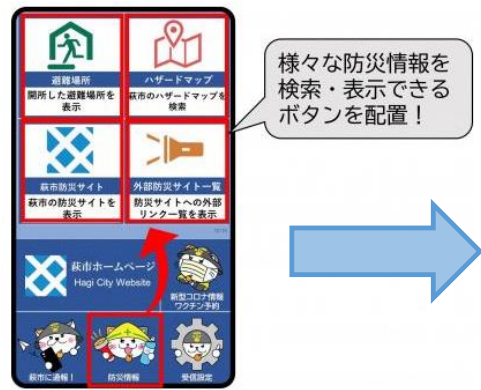 避難場所
開所した避難場所を
表示
ハザードマップ
萩市のハザードマップを
検索
様々な防災情報を
検索・表示できる
ボタンを配置！
萩市防災サイト
萩市の防災サイトを
表示
外部防災サイト一覧
防災サイトへの外部
リンク一覧を表示
萩市ホームページ
Hagi City Website
新型コロナ情報
ワクチン予約
萩市に通報！
防災情報
受信設定